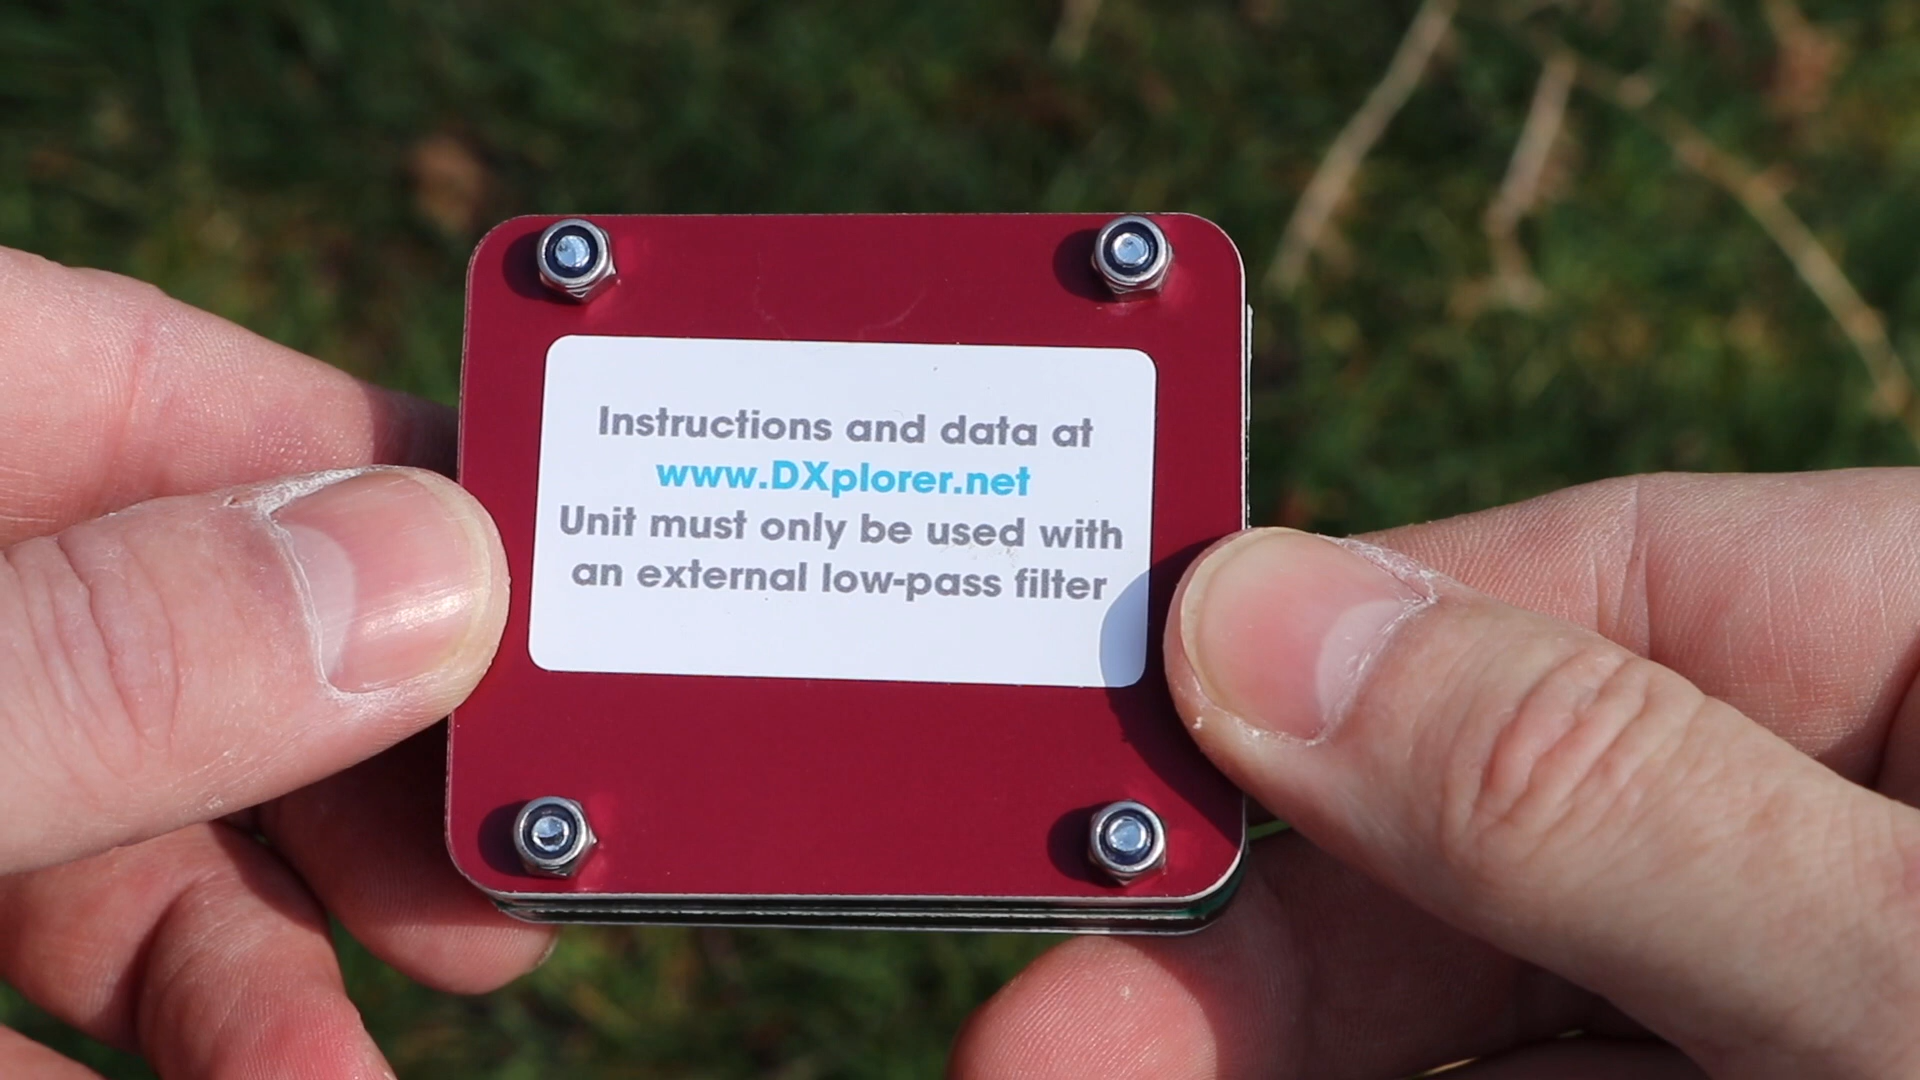 Instructions and data at
www.DXplorer.net
Unit must only be used with
an external low-pass filter